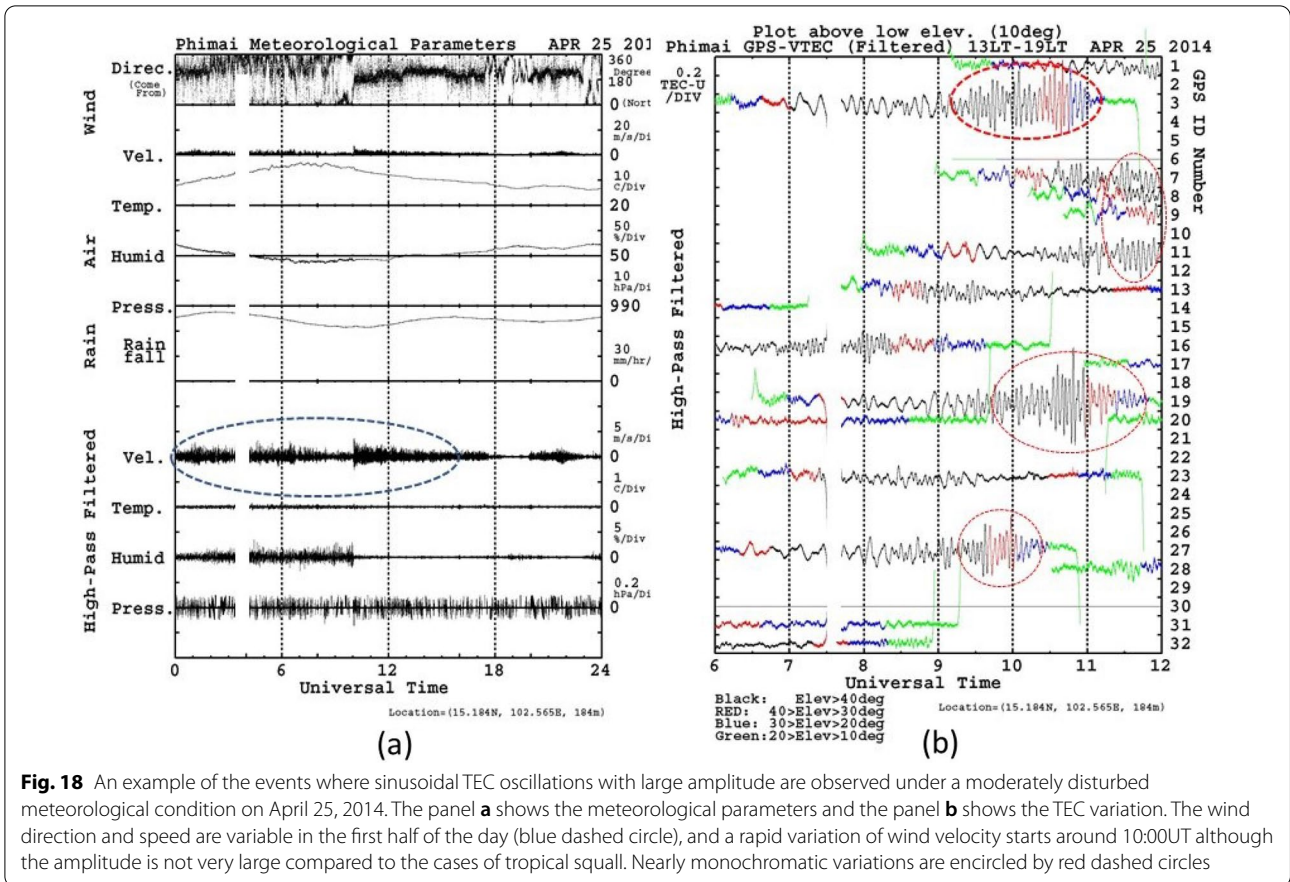 Phimai Meteorological Parameters APR 25 201
Direc.
(Come
From)
360
Degree
180
0 (Nort
Wind
20
m/s/Di
Vel.
0
10
C/Div
Temp.
20
50
%/Div
Air
Humid
50
10
hPa/Di
Press.
990
Rain
Rain
fall
30
mm/hr/
0
High-Pass Filtered
5
m/s/Di
Vel.
0
1
C/Div
Temp.
0
5
%/Div
Humid
0
0.2
hPa/Di
Press.
0
0 6 12 18 24
Universal Time
Location=(15.184N, 102.565E, 184m)
(a)
Plot above low elev. (10deg)
Phimai GPS-VTEC (Filtered) 13LT-19LT APR 25 2014
0.2
TEC-U
/DIV
High-Pass Filtered
GPS ID Number
1
2
3
4
5
6
7
8
9
10
11
12
13
14
15
16
17
18
19
20
21
22
23
24
25
26
27
28
29
30
31
32
6 7 8 9 10 11 12
Universal Time
Location=(15.184N, 102.565E, 184m)
Black: Elev>40deg
RED: 40>Elev>30deg
Blue: 30>Elev>20deg
Green:20>Elev>10deg
(b)
Fig. 18 An example of the events where sinusoidal TEC oscillations with large amplitude are observed under a moderately disturbed
meteorological condition on April 25, 2014. The panel a shows the meteorological parameters and the panel b shows the TEC variation. The wind
direction and speed are variable in the first half of the day (blue dashed circle), and a rapid variation of wind velocity starts around 10:00UT although
the amplitude is not very large compared to the cases of tropical squall. Nearly monochromatic variations are encircled by red dashed circles